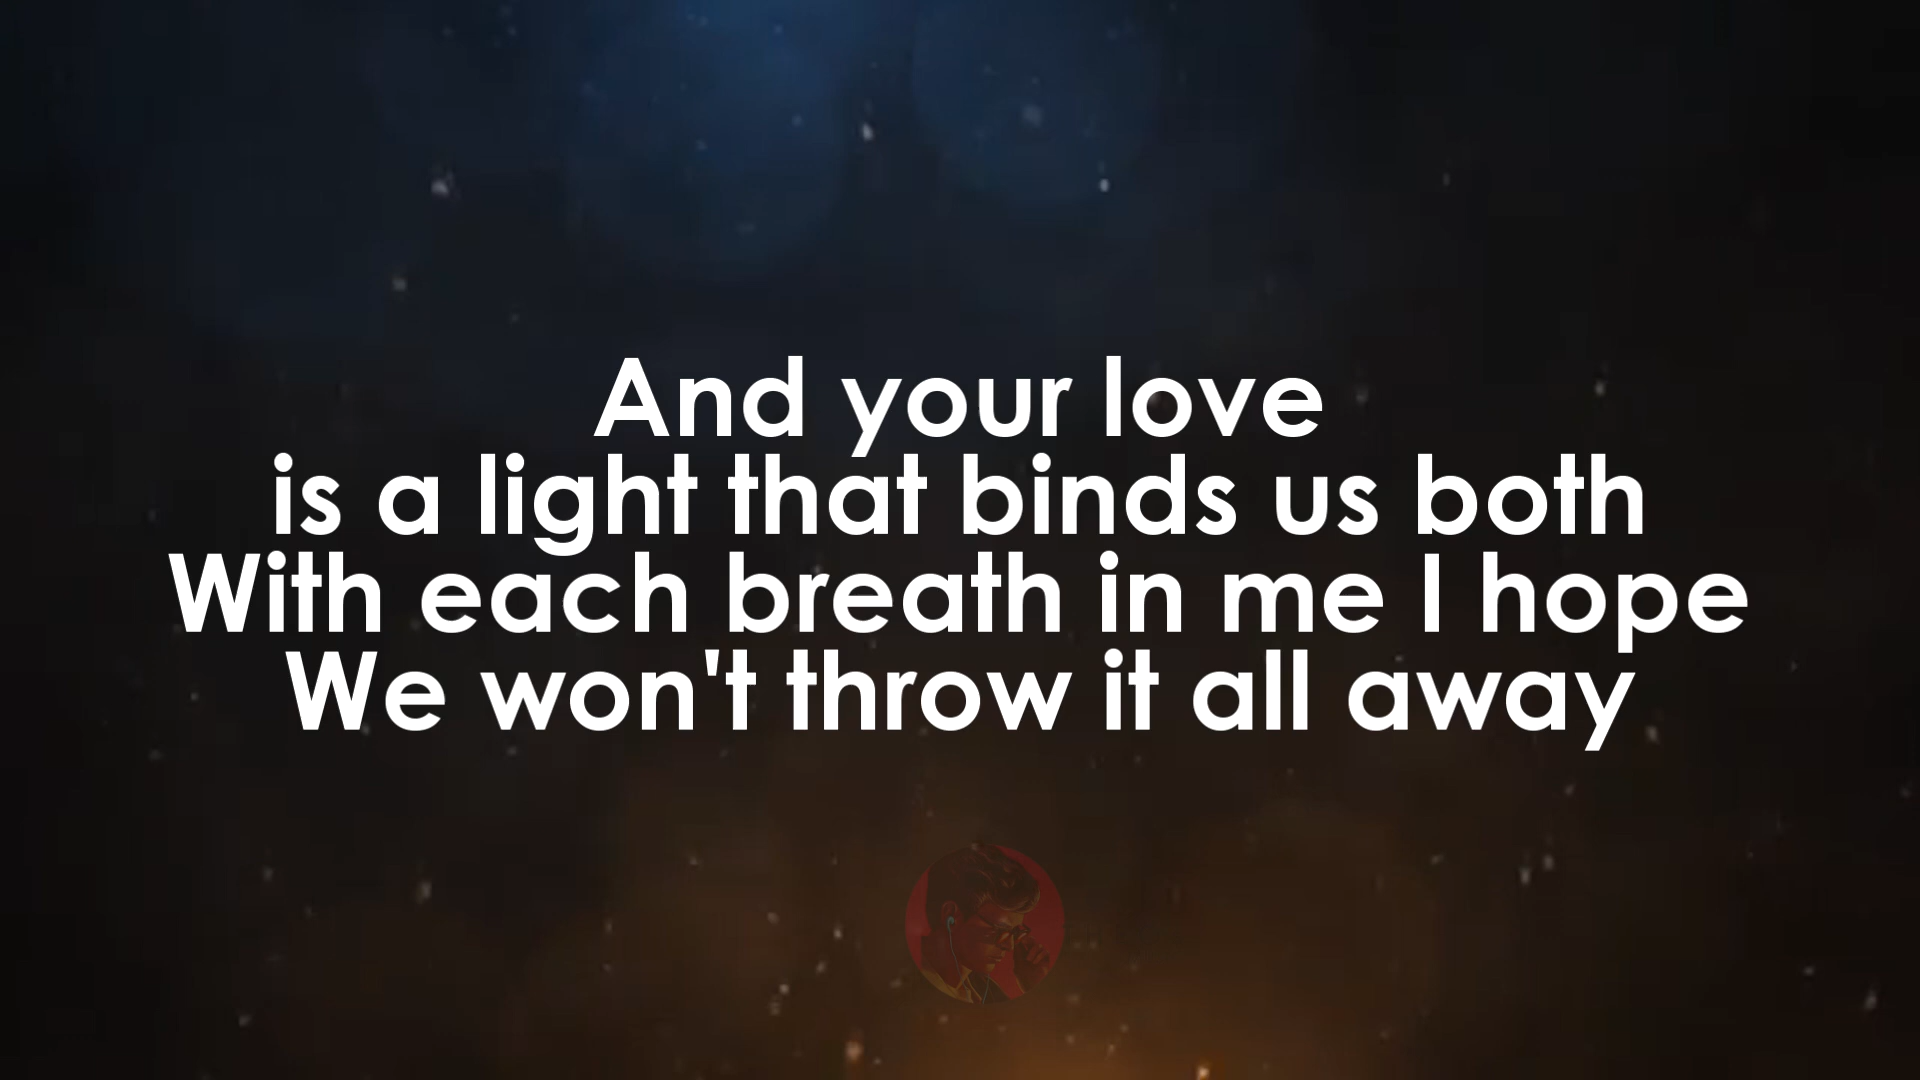 And your love
is a light that binds us both
With each breath in me I hope
We won't throw it all away